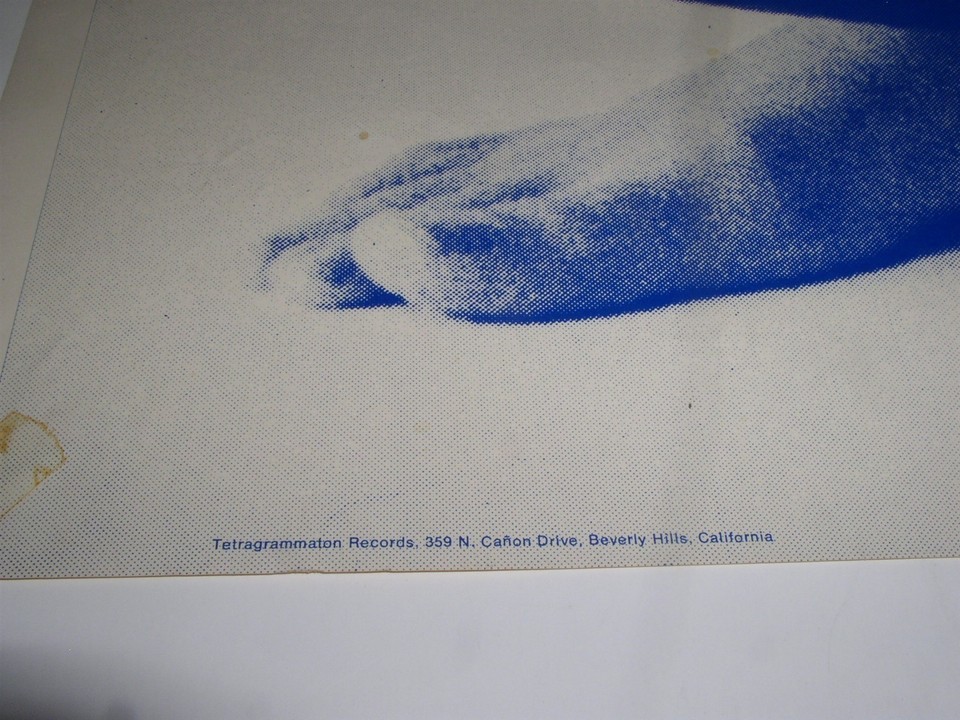 Tetragrammaton Records, 359 N. Cañon Drive, Beverly Hills, California